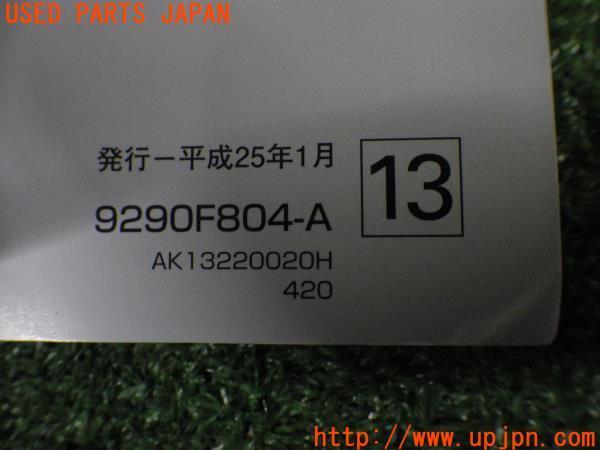 USED PARTS JAPAN
発行－平成25年1月
13
9290F804-A
AK13220020H
420
http://www.upjpn.com